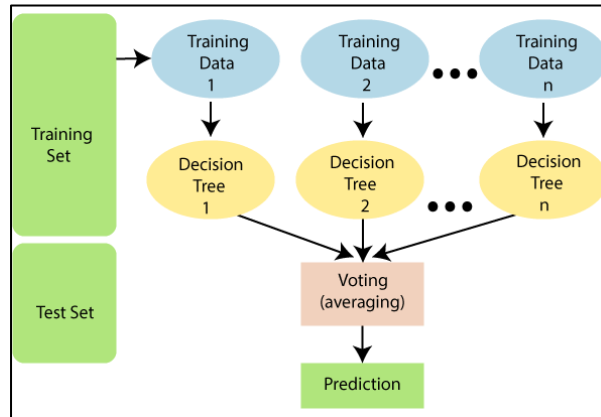 Training
Set
Training
Data
1
Training
Data
2
Training
Data
n
Decision
Tree
1
Decision
Tree
2
Decision
Tree
n
Test Set
Voting
(averaging)
Prediction